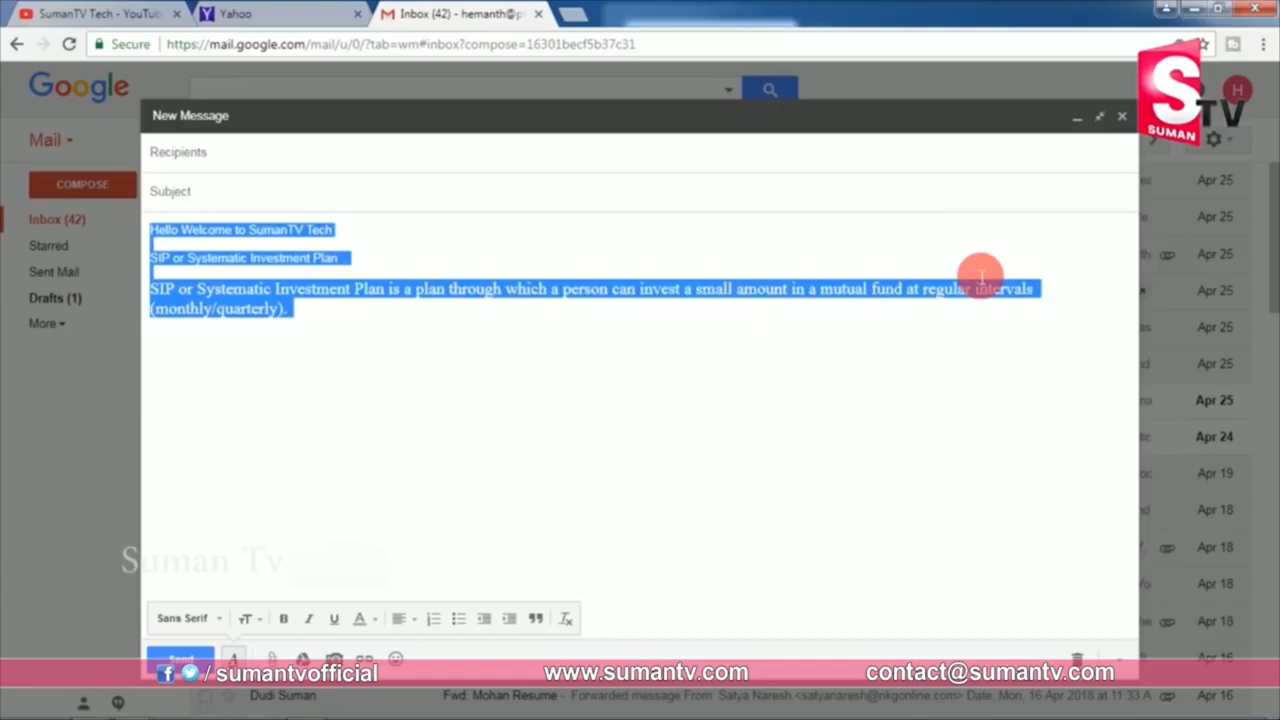 SumanTV Tech - YouTub
Yahoo
Inbox (42) - hemanth@p
Secure
https://mail.google.com/mail/u/0/?tab=wm#inbox?compose=16301becf5b37c31
Google
S
SUMAN
TV
H
New Message
Mail
Recipients
COMPOSE
Subject
Inbox (42)
Starred
Sent Mail
Drafts (1)
More
Hello Welcome to SumanTV Tech
SIP or Systematic Investment Plan
SIP or Systematic Investment Plan is a plan through which a person can invest a small amount in a mutual fund at regular intervals
(monthly/quarterly).
Apr 25
Apr 25
Apr 25
Apr 25
Apr 25
Apr 25
Apr 25
Apr 24
Apr 19
Apr 18
Apr 18
Apr 18
Apr 18
Apr 16
Suman Tv
Sans Serif
Send
/ sumantvofficial
www.sumantv.com
contact@sumantv.com
Dudi Suman
Fwd: Mohan Resume - Forwarded message From: Satya Naresh <satyanaresh@nkgonline.com> Date: Mon, 16 Apr 2018 at 11:33 A
Apr 16